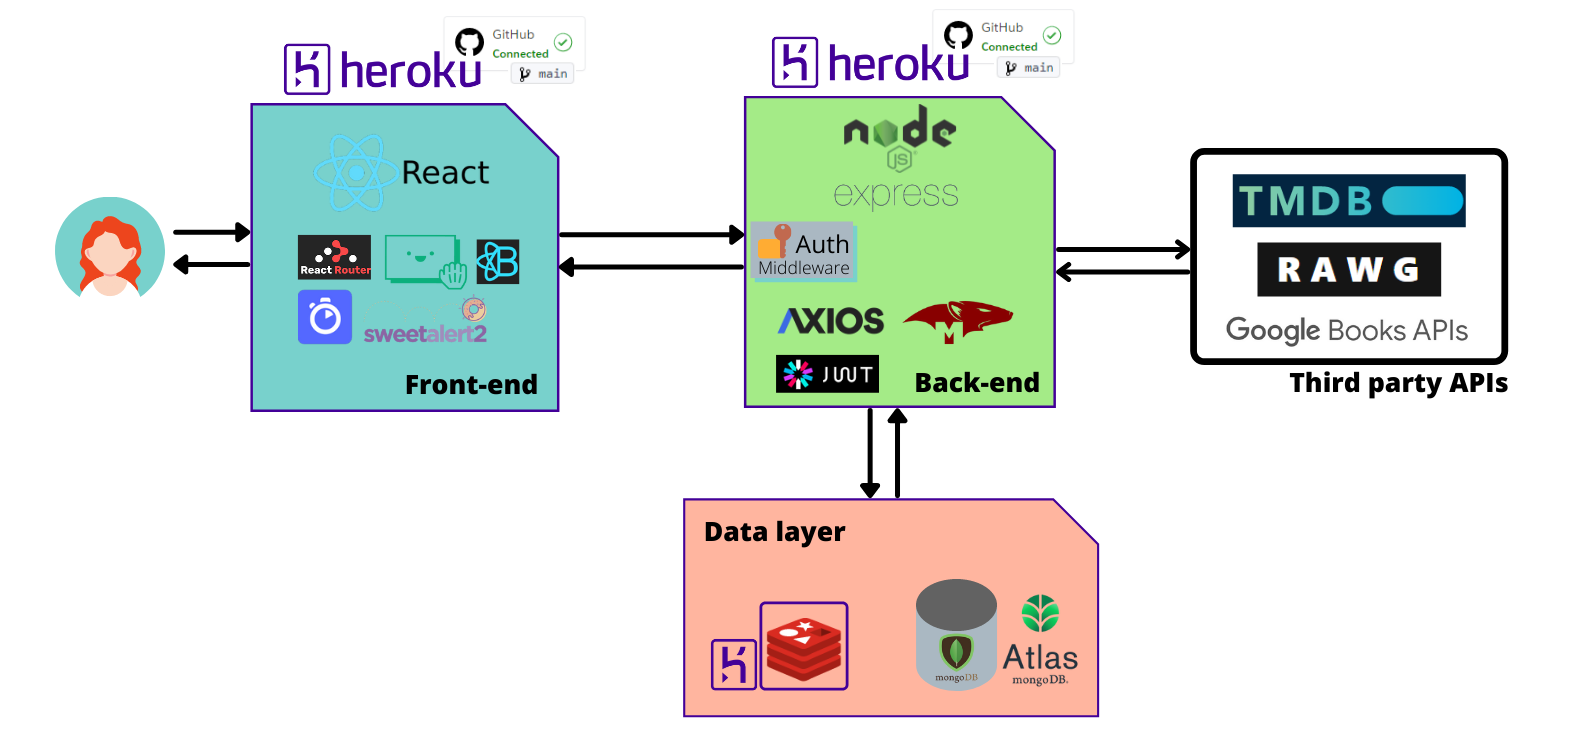 GitHub
Connected
main
heroku
GitHub
Connected
main
heroku
React
React Router
B
sweetalert2
Front-end
node
JS
express
Auth
Middleware
AXIOS
JWT
Back-end
TMDB
RAWG
Google Books APIs
Third party APIs
Data layer
mongoDB
Atlas
mongoDB.